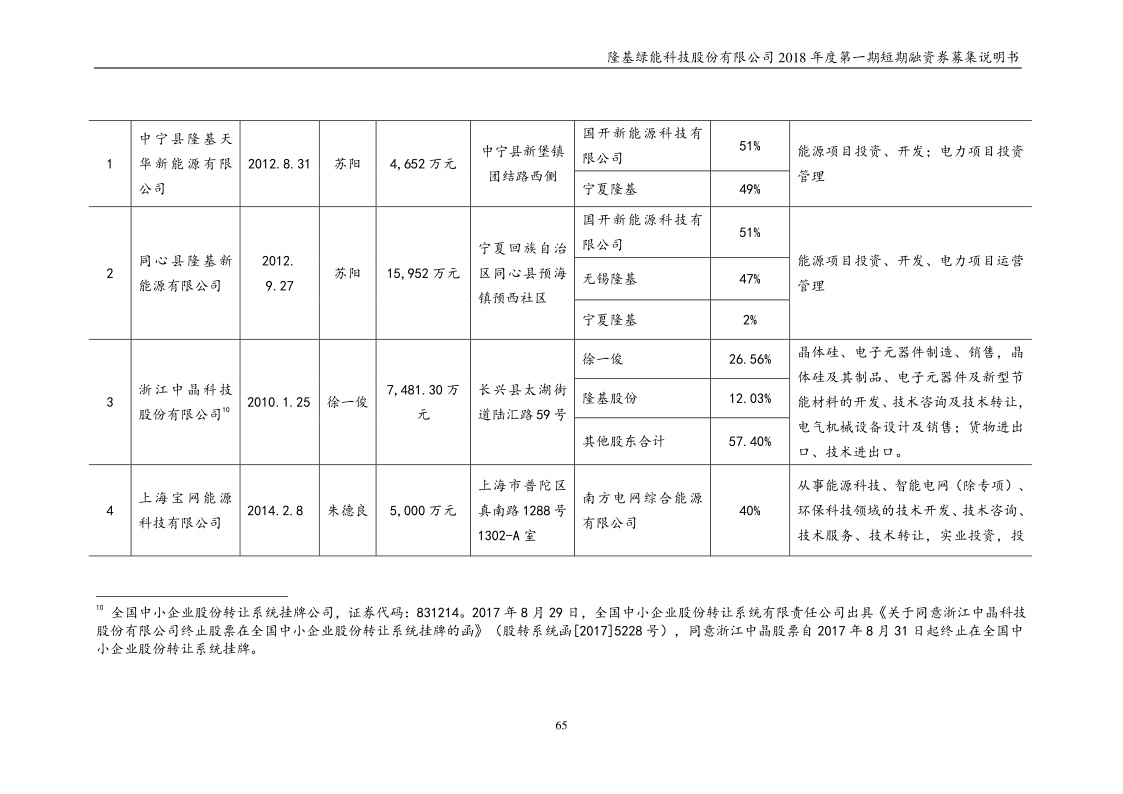 隆基绿能科技股份有限公司 2018 年度第一期短期融资券募集说明书
1
中宁县隆基天
华新能源有限
公司
2012.8.31
苏阳
4,652 万元
中宁县新堡镇
团结路西侧
国开新能源科技有
限公司
51%
宁夏隆基
49%
能源项目投资、开发；电力项目投资
管理
2
同心县隆基新
能源有限公司
2012.
9.27
苏阳
15,952 万元
宁夏回族自治
区同心县预海
镇预西社区
国开新能源科技有
限公司
51%
无锡隆基
47%
宁夏隆基
2%
能源项目投资、开发、电力项目运营
管理
3
浙江中晶科技
股份有限公司10
2010.1.25
徐一俊
7,481.30 万
元
长兴县太湖街
道陆汇路 59 号
徐一俊
26.56%
隆基股份
12.03%
其他股东合计
57.40%
晶体硅、电子元器件制造、销售，晶
体硅及其制品、电子元器件及新型节
能材料的开发、技术咨询及技术转让，
电气机械设备设计及销售；货物进出
口、技术进出口。
4
上海宝网能源
科技有限公司
2014.2.8
朱德良
5,000 万元
上海市普陀区
真南路 1288 号
1302-A 室
南方电网综合能源
有限公司
40%
从事能源科技、智能电网（除专项）、
环保科技领域的技术开发、技术咨询、
技术服务、技术转让，实业投资，投
10 全国中小企业股份转让系统挂牌公司，证券代码：831214。2017 年 8 月 29 日，全国中小企业股份转让系统有限责任公司出具《关于同意浙江中晶科技
股份有限公司终止股票在全国中小企业股份转让系统挂牌的函》（股转系统函[2017]5228 号），同意浙江中晶股票自 2017 年 8 月 31 日起终止在全国中
小企业股份转让系统挂牌。
65